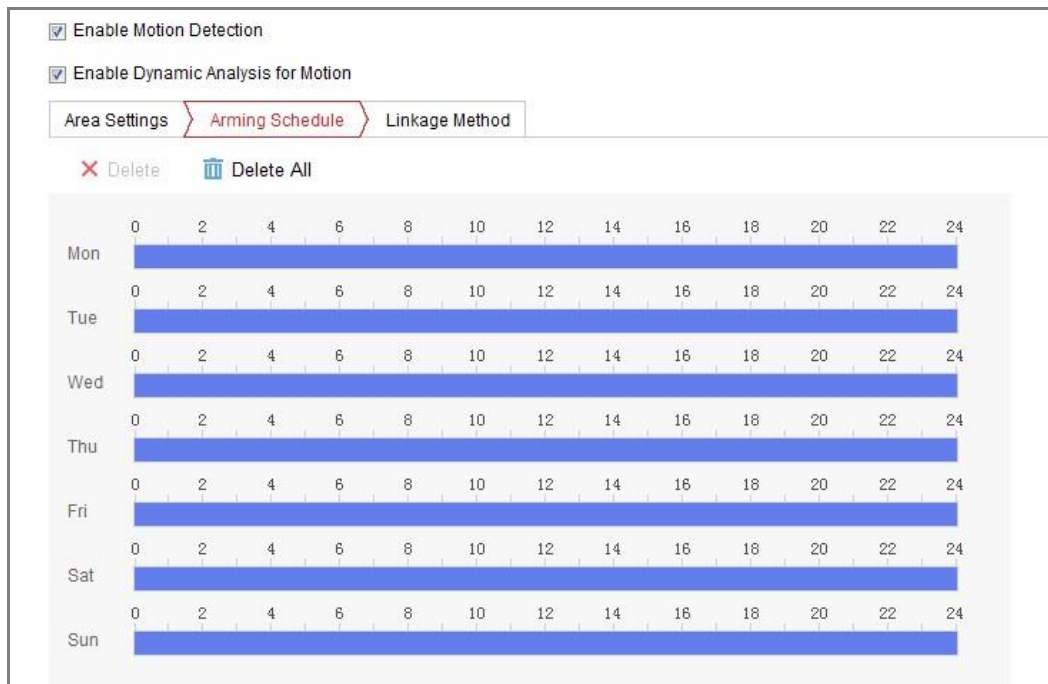 Enable Motion Detection
Enable Dynamic Analysis for Motion
Area Settings Arming Schedule Linkage Method
Delete Delete All
0 2 4 6 8 10 12 14 16 18 20 22 24
Mon
0 2 4 6 8 10 12 14 16 18 20 22 24
Tue
0 2 4 6 8 10 12 14 16 18 20 22 24
Wed
0 2 4 6 8 10 12 14 16 18 20 22 24
Thu
0 2 4 6 8 10 12 14 16 18 20 22 24
Fri
0 2 4 6 8 10 12 14 16 18 20 22 24
Sat
0 2 4 6 8 10 12 14 16 18 20 22 24
Sun